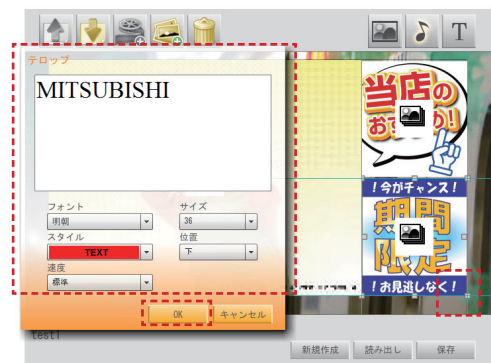 T
テロップ
MITSUBISHI
フォント
サイズ
明朝
36
スタイル
位置
TEXT
下
速度
標準
OK
キャンセル
当店の
おすすめ!
!今がチャンス!
期間
限定
!お見逃しなく!
test1
新規作成
読み出し
保存